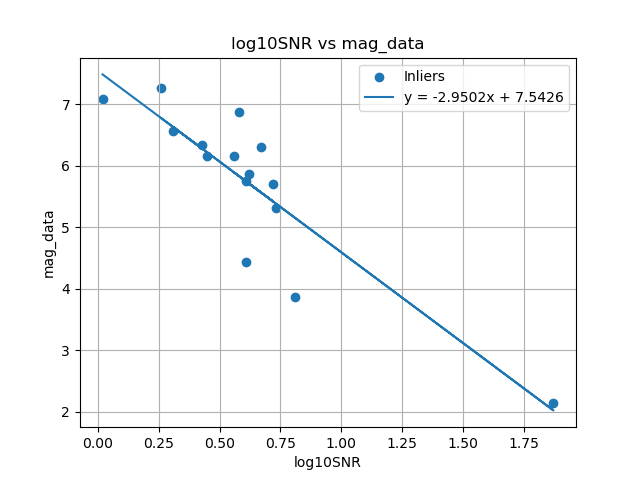 log10SNR vs mag_data
Inliers
y = -2.9502x + 7.5426
7
6
5
4
3
2
mag_data
0.00 0.25 0.50 0.75 1.00 1.25 1.50 1.75
log10SNR